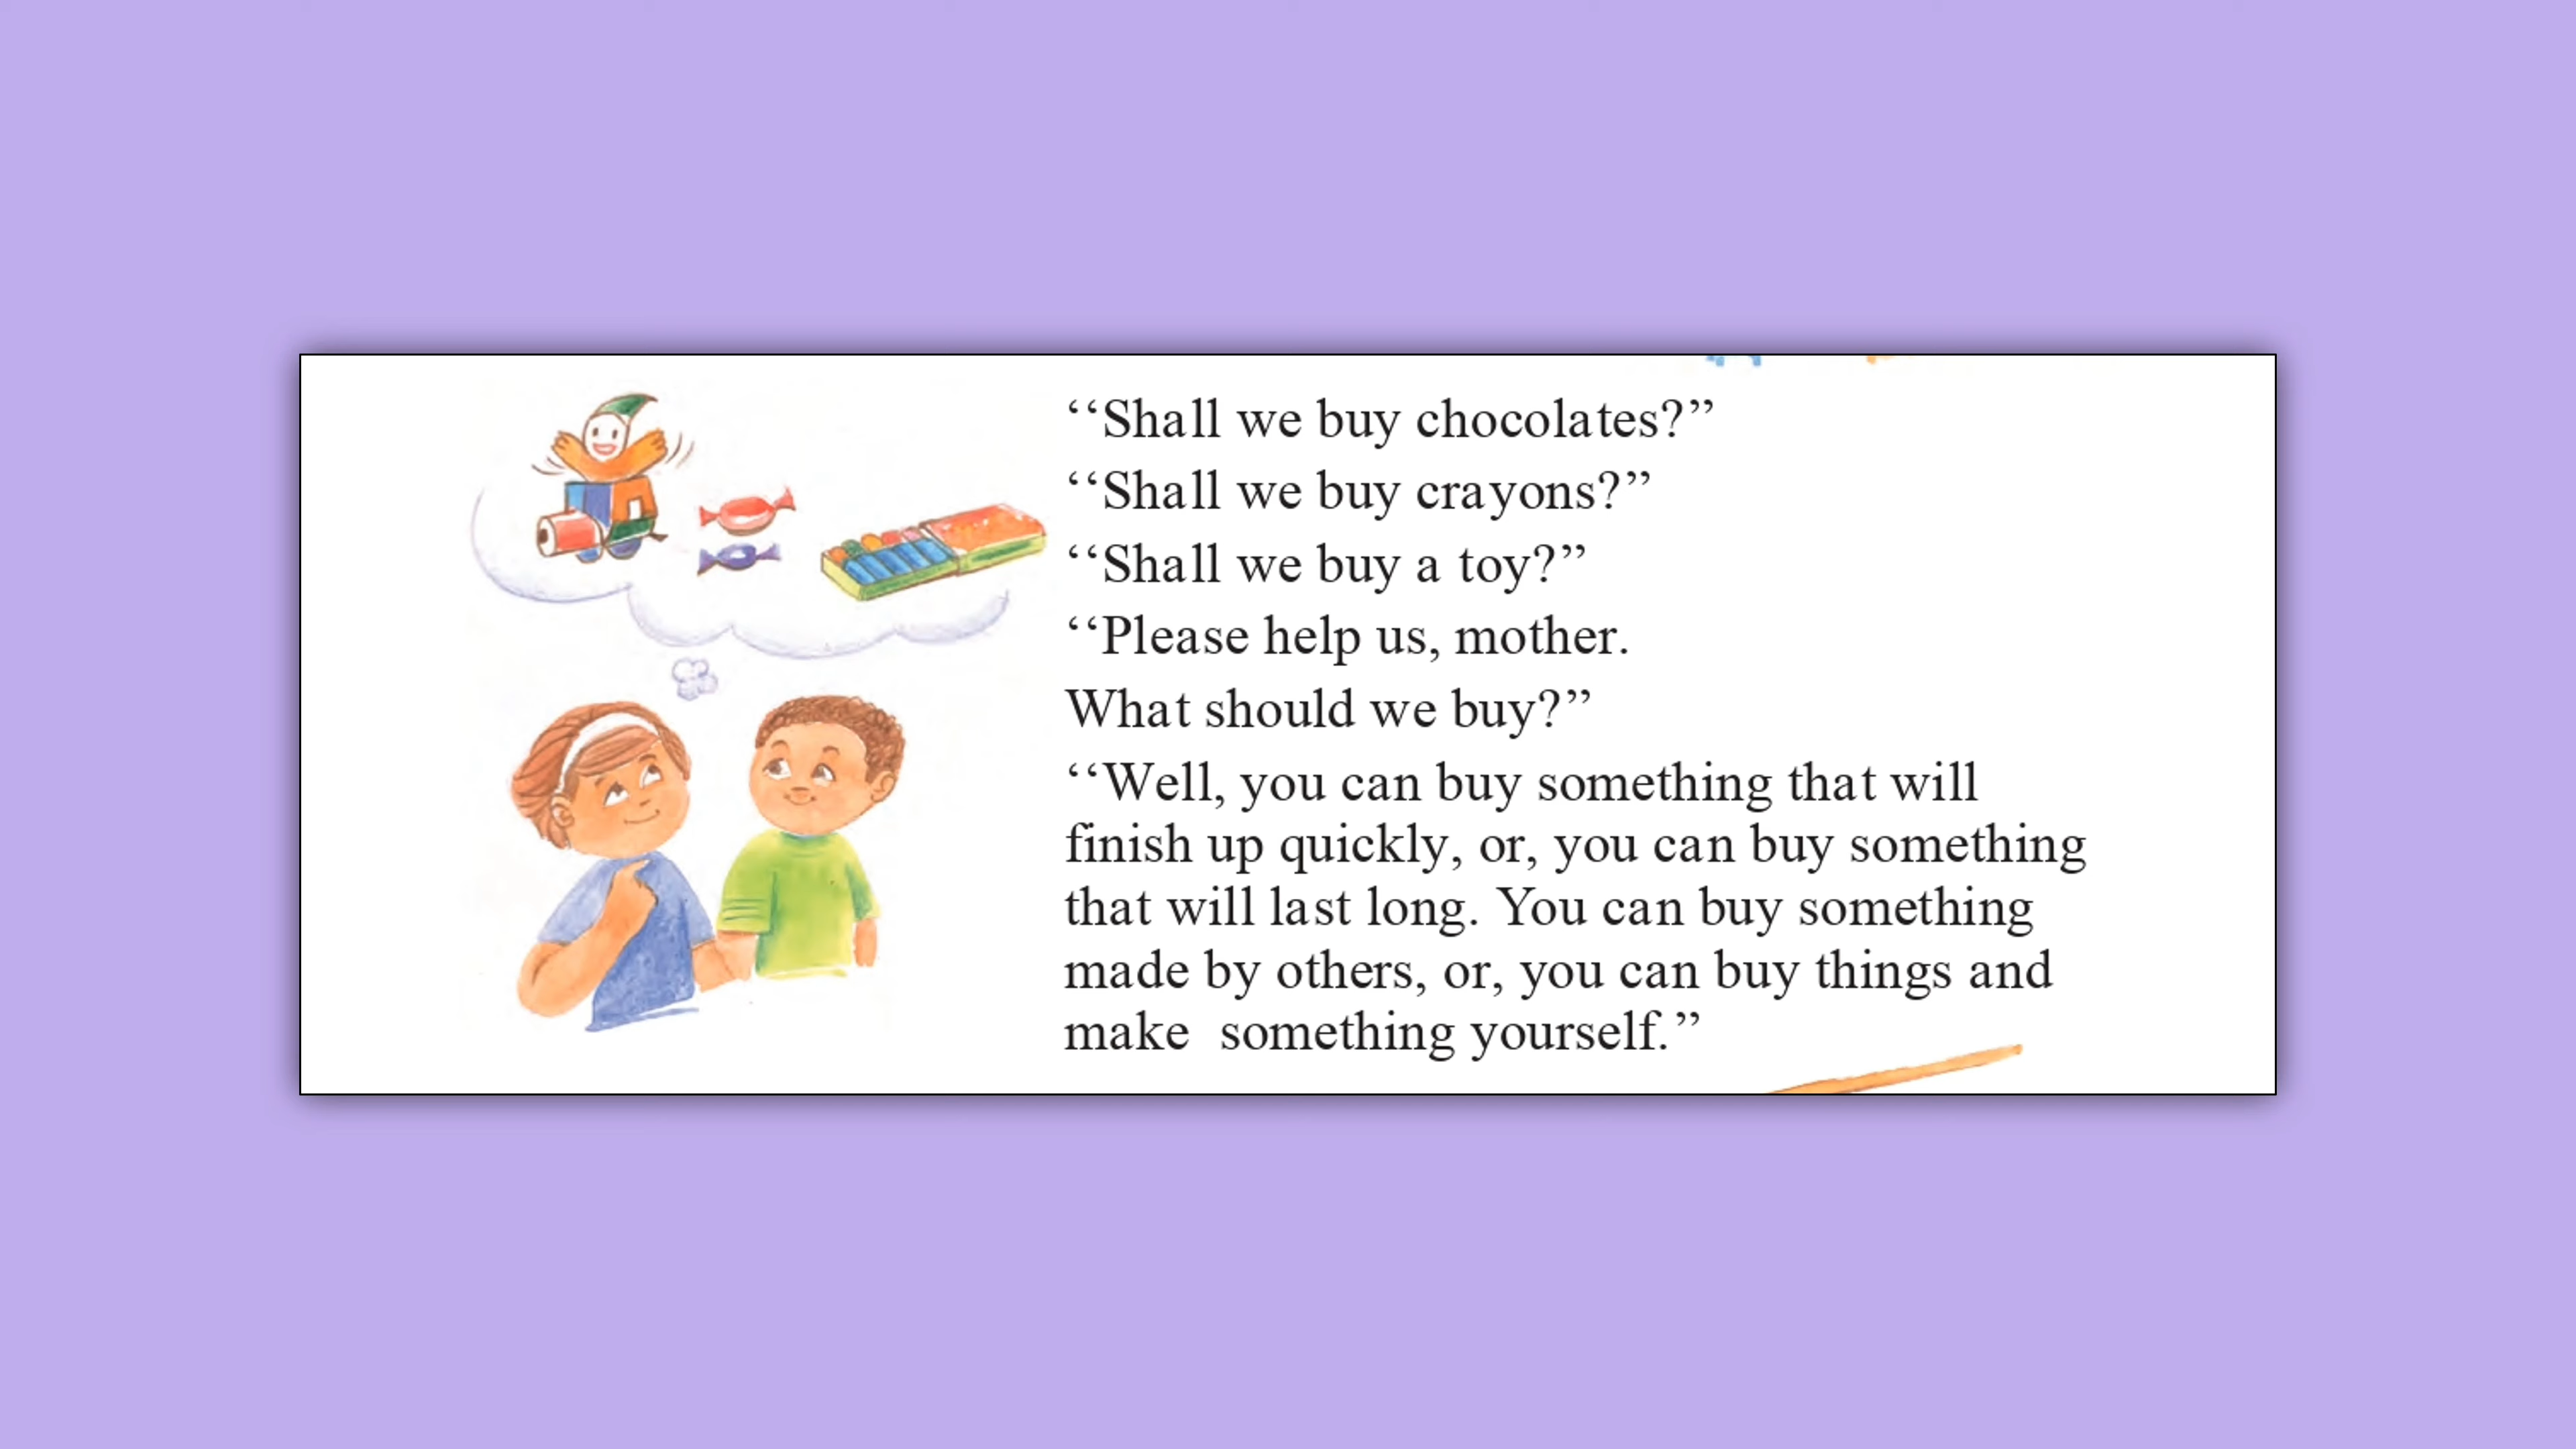 ‘‘Shall we buy chocolates?’’
‘‘Shall we buy crayons?’’
‘‘Shall we buy a toy?’’
‘‘Please help us, mother.
What should we buy?’’
‘‘Well, you can buy something that will
finish up quickly, or, you can buy something
that will last long. You can buy something
made by others, or, you can buy things and
make  something yourself.’’